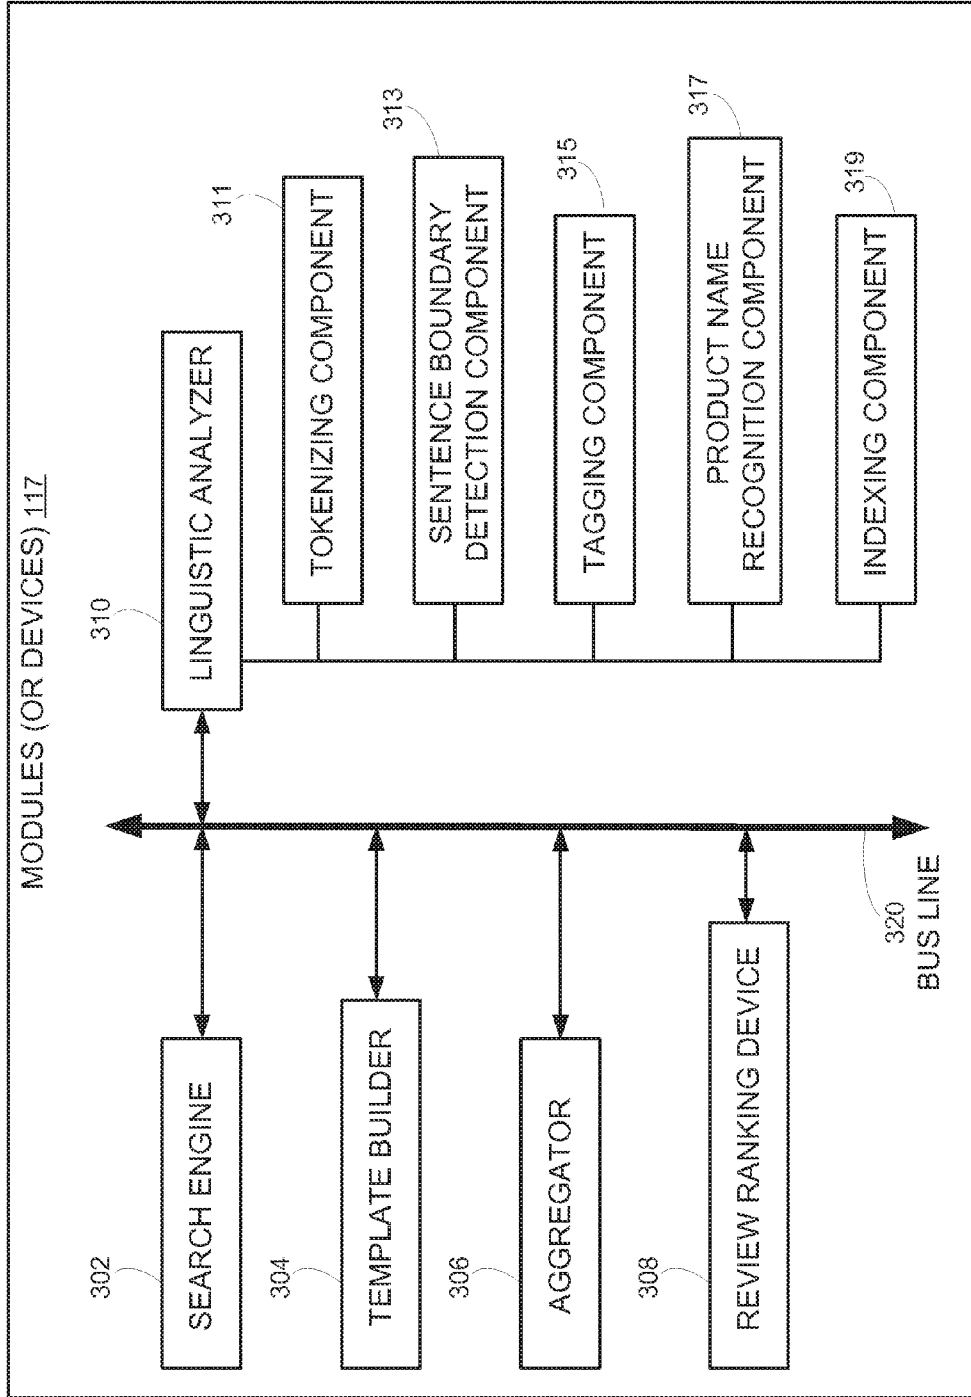 MODULES (OR DEVICES) 117
302
SEARCH ENGINE
304
TEMPLATE BUILDER
306
AGGREGATOR
308
REVIEW RANKING DEVICE
320
BUS LINE
310
LINGUISTIC ANALYZER
311
TOKENIZING COMPONENT
313
SENTENCE BOUNDARY
DETECTION COMPONENT
315
TAGGING COMPONENT
317
PRODUCT NAME
RECOGNITION COMPONENT
319
INDEXING COMPONENT